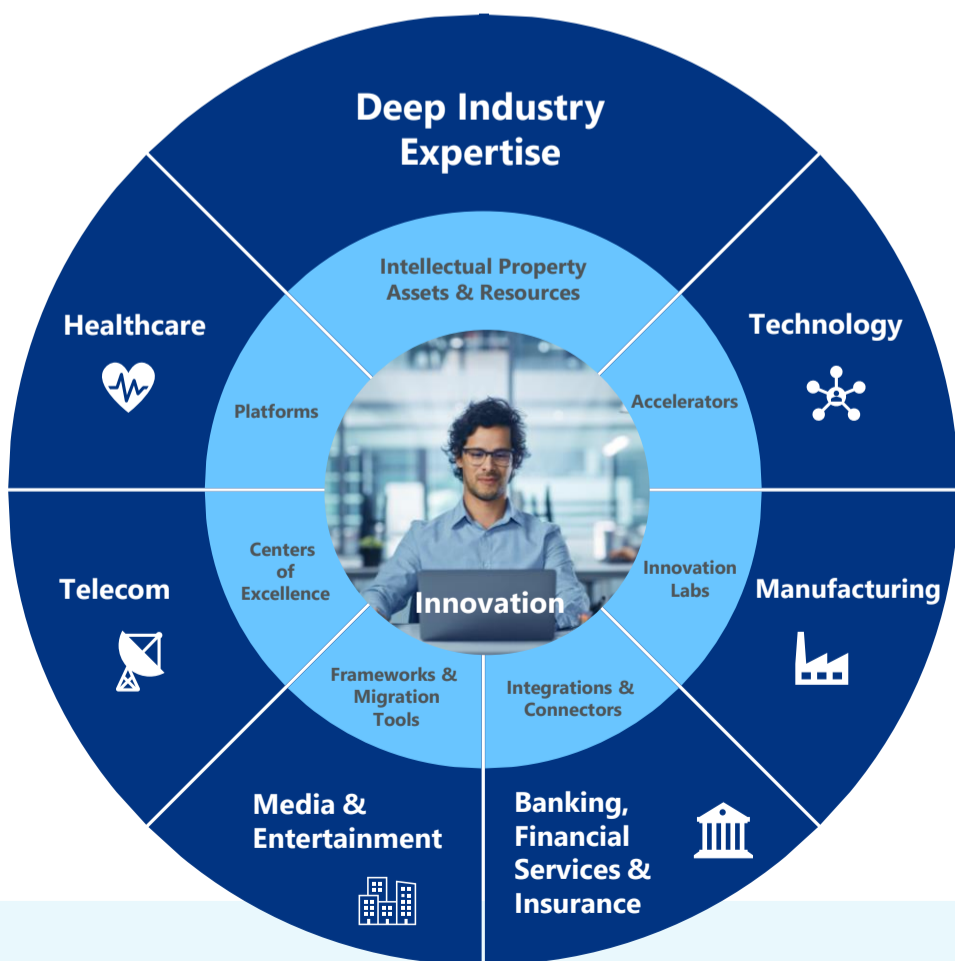 Deep Industry
Expertise
Intellectual Property
Assets & Resources
Healthcare
Technology
Platforms
Accelerators
Centers
of
Excellence
Innovation
Labs
Telecom
Manufacturing
Innovation
Frameworks &
Migration
Tools
Integrations &
Connectors
Media &
Entertainment
Banking,
Financial
Services &
Insurance